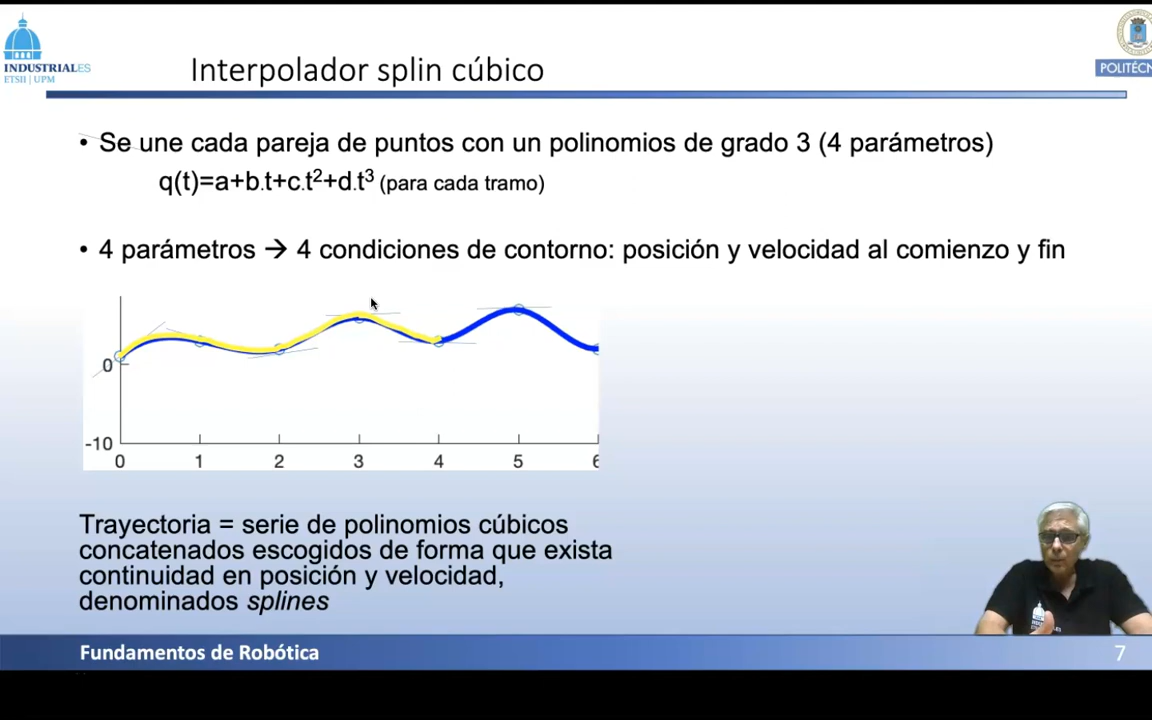 INDUSTRIALES
ETSII | UPM
Interpolador splin cúbico
POLITÉCN
• Se une cada pareja de puntos con un polinomios de grado 3 (4 parámetros)
q(t)=a+b.t+c.t²+d.t³ (para cada tramo)
• 4 parámetros → 4 condiciones de contorno: posición y velocidad al comienzo y fin
0
-10
0 1 2 3 4 5 6
Trayectoria = serie de polinomios cúbicos
concatenados escogidos de forma que exista
continuidad en posición y velocidad,
denominados splines
Fundamentos de Robótica
7